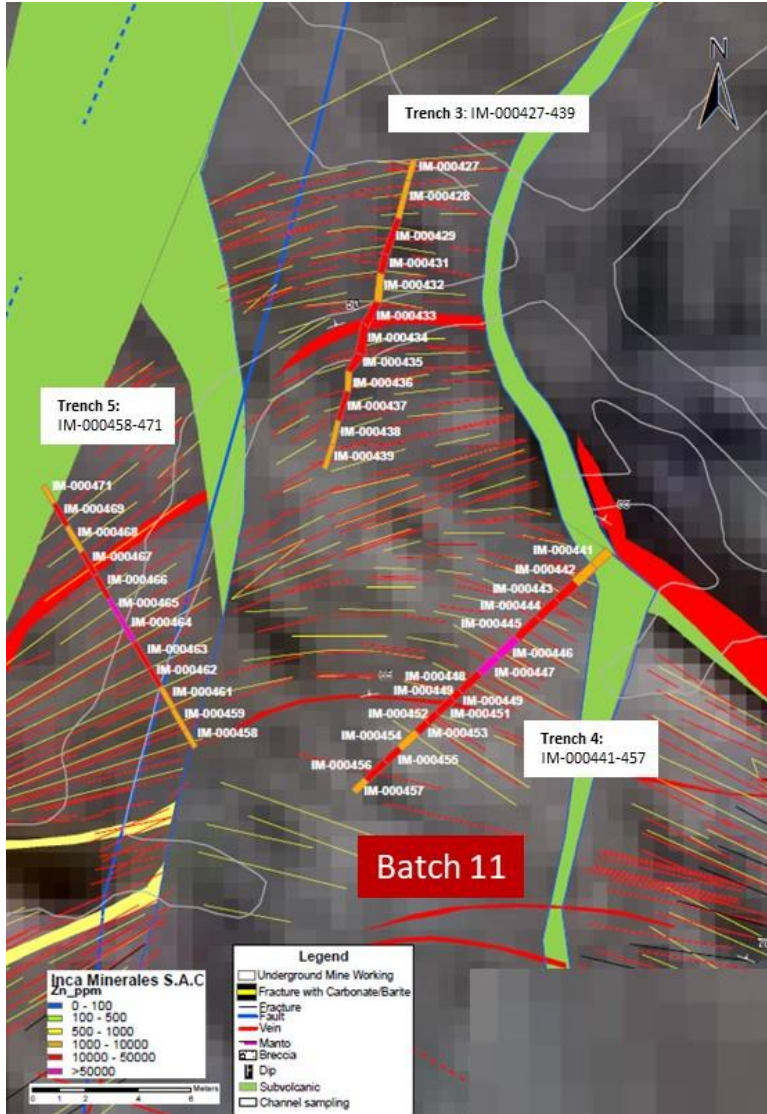 N
Trench 3: IM-000427-439
IM-000427
IM-000428
IM-000429
IM-000431
IM-000432
IM-000433
IM-000434
IM-000435
IM-000436
IM-000437
IM-000438
IM-000439
Trench 5:
IM-000458-471
IM-000471
IM-000469
IM-000468
IM-000467
IM-000466
IM-000465
IM-000464
IM-000463
IM-000462
IM-000461
IM-000459
IM-000458
IM-000441
IM-000442
IM-000443
IM-000444
IM-000445
IM-000446
IM-000447
IM-000448
IM-000449
IM-000449
IM-000452
IM-000451
IM-000454
IM-000453
IM-000456
IM-000455
IM-000457
Trench 4:
IM-000441-457
Batch 11
Inca Minerales S.A.C
Zn_ppm
0 - 100
100 - 500
500 - 1000
1000 - 10000
10000 - 50000
>50000
0 1 2 4 6
Meters
Legend
Underground Mine Working
Fracture with Carbonate/Barite
Fracture
Fault
Vein
Manto
Breccia
Dip
Subvolcanic
Channel sampling